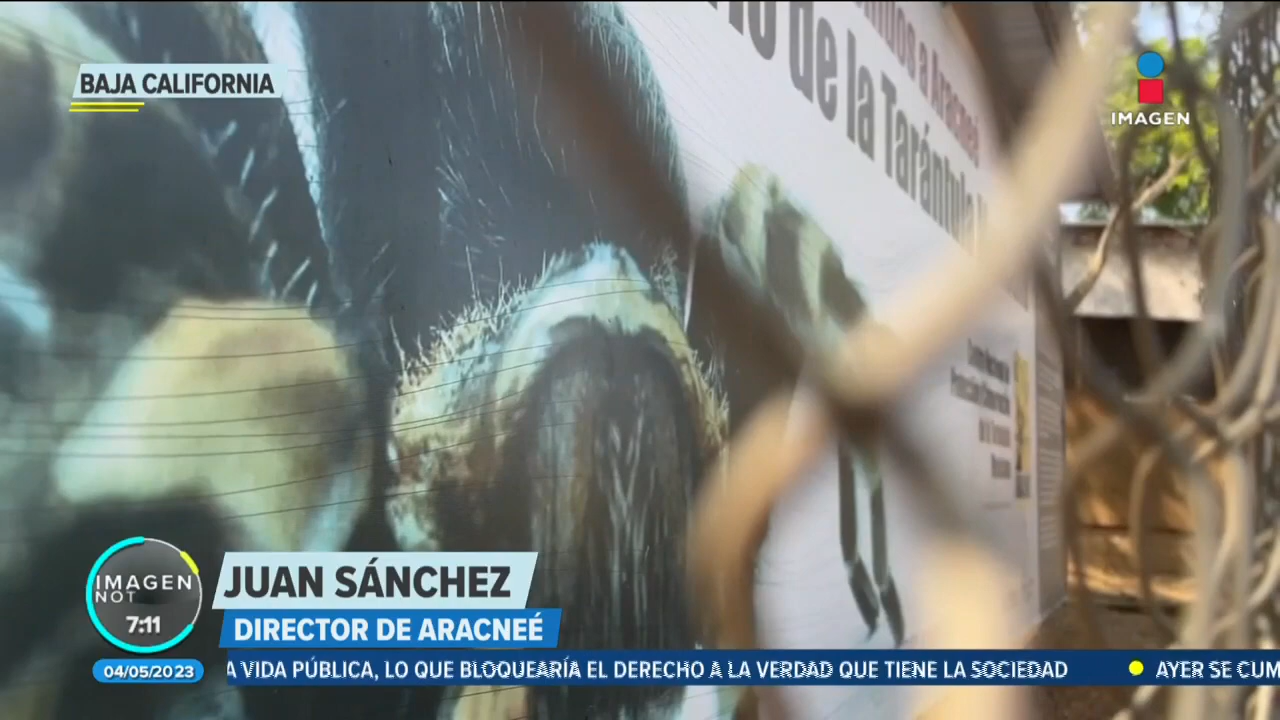 BAJA CALIFORNIA
IMAGEN
a Aracneé
de la Tarántula
IMAGEN
NOT
7:11
JUAN SÁNCHEZ
DIRECTOR DE ARACNEÉ
04/05/2023
A VIDA PÚBLICA, LO QUE BLOQUEARÍA EL DERECHO A LA VERDAD QUE TIENE LA SOCIEDAD
AYER SE CUM